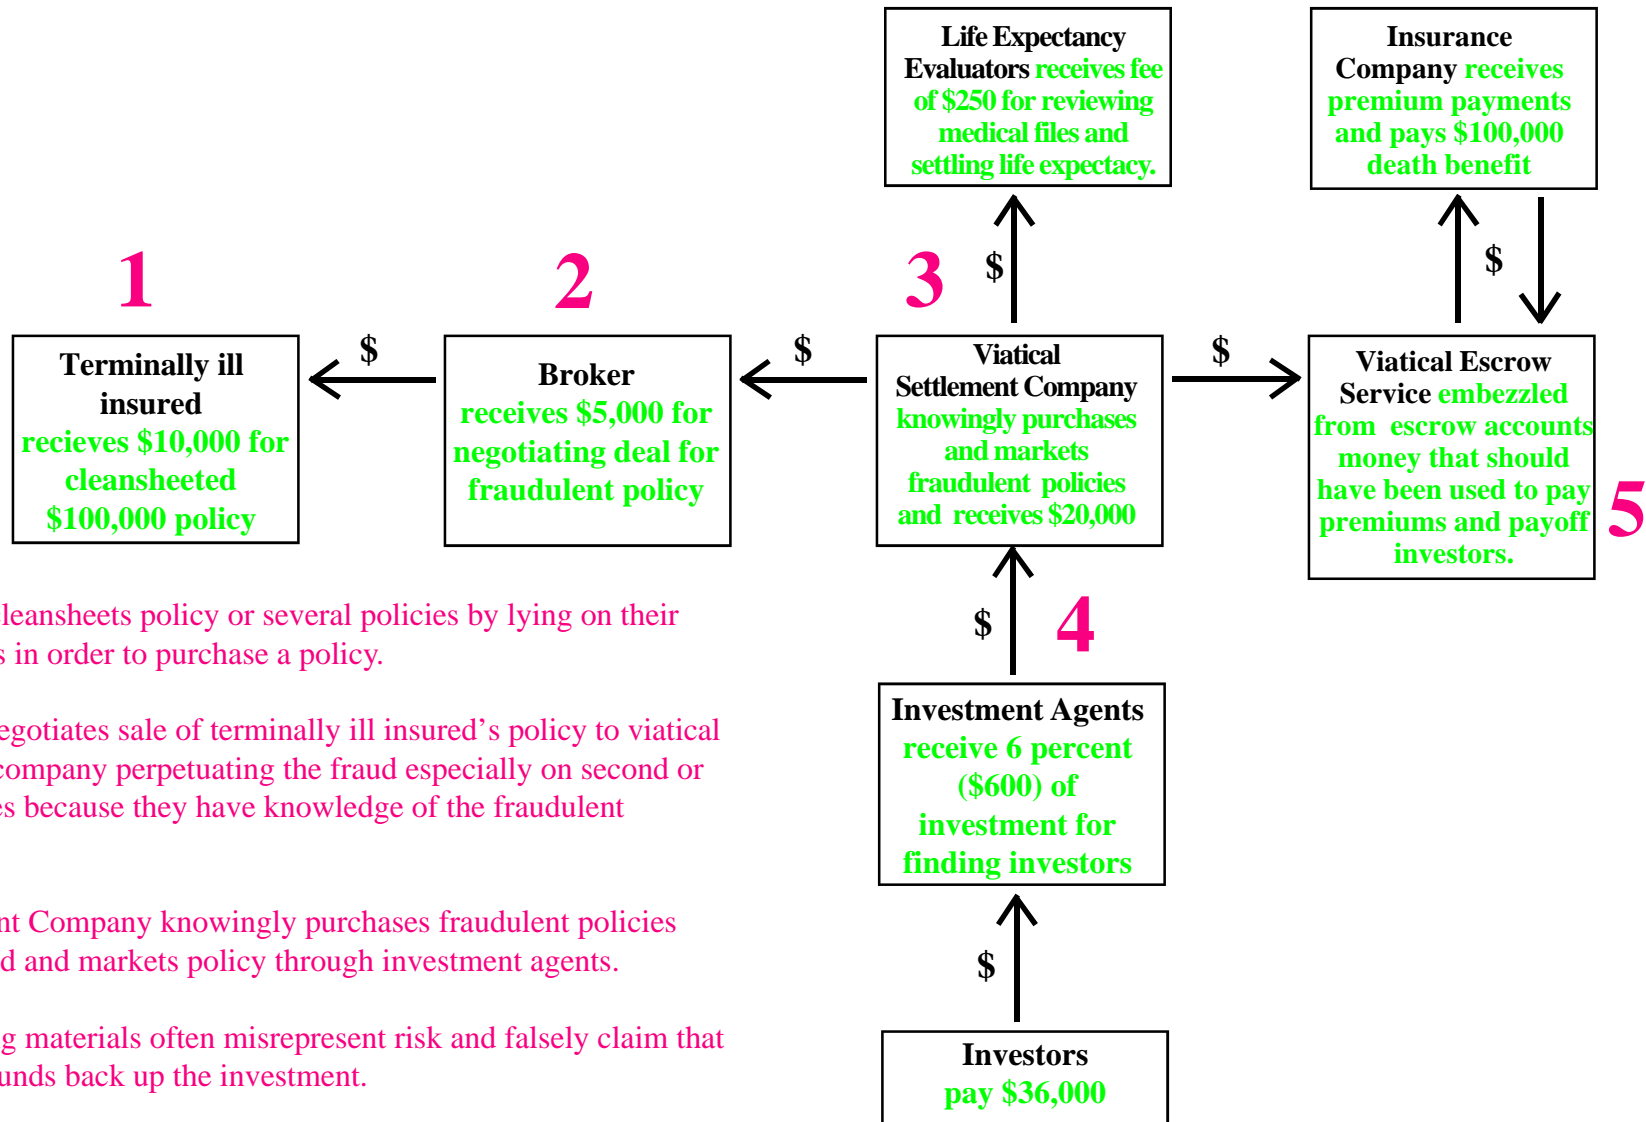 Life Expectancy
Evaluators receives fee
of $250 for reviewing
medical files and
settling life expectacy.
Insurance
Company receives
premium payments
and pays $100,000
death benefit
$
$
1
2
3
Terminally ill
insured
recieves $10,000 for
cleansheeted
$100,000 policy
$
Broker
receives $5,000 for
negotiating deal for
fraudulent policy
$
Viatical
Settlement Company
knowingly purchases
and markets
fraudulent policies
and receives $20,000
$
Viatical Escrow
Service embezzled
from escrow accounts
money that should
have been used to pay
premiums and payoff
investors.
5
$
4
Investment Agents
receive 6 percent
($600) of
investment for
finding investors
$
Investors
pay $36,000
cleansheets policy or several policies by lying on their
s in order to purchase a policy.
egotiates sale of terminally ill insured’s policy to viatical
company perpetuating the fraud especially on second or
es because they have knowledge of the fraudulent
nt Company knowingly purchases fraudulent policies
d and markets policy through investment agents.
g materials often misrepresent risk and falsely claim that
unds back up the investment.